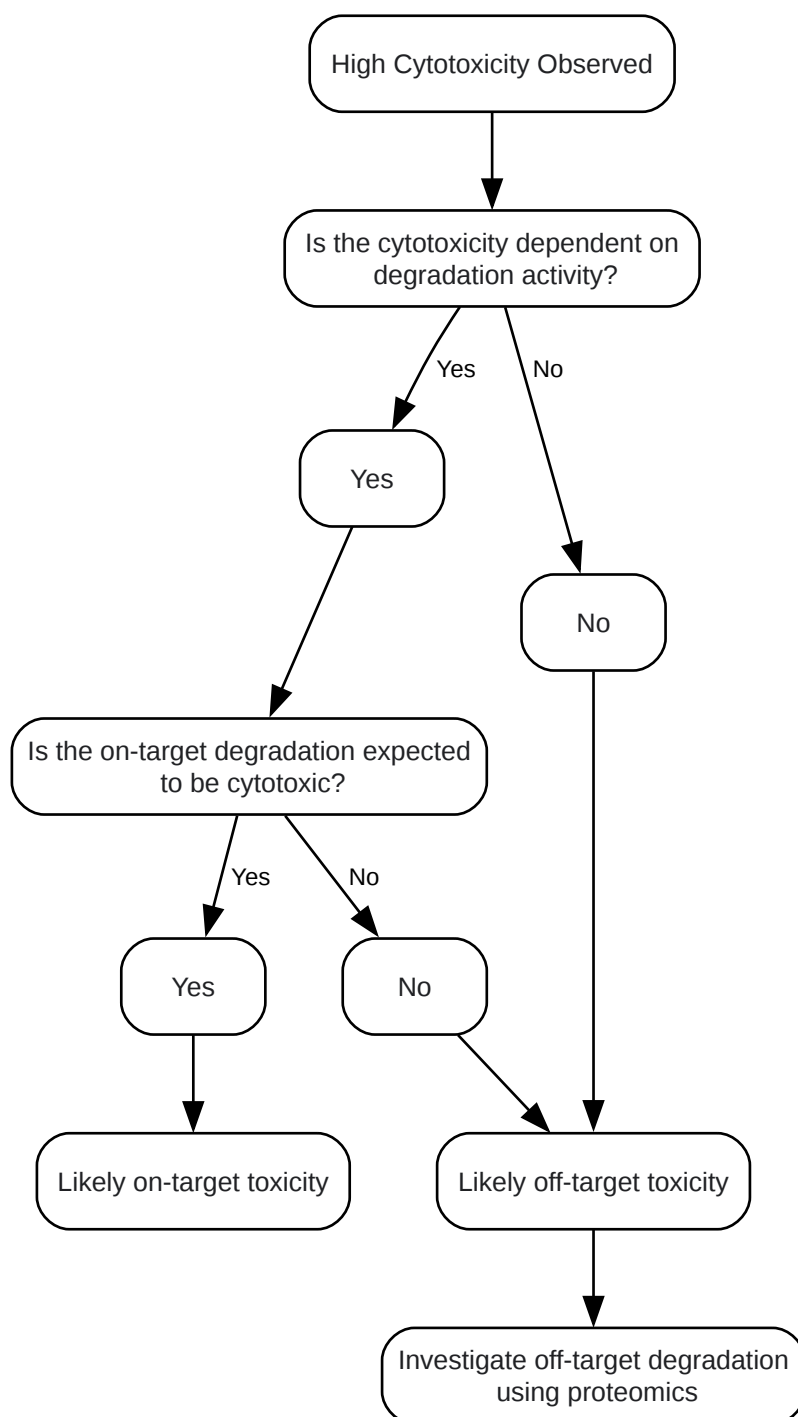 High Cytotoxicity Observed
Is the cytotoxicity dependent on
degradation activity?
Yes
No
Yes
No
Is the on-target degradation expected
to be cytotoxic?
Yes
No
Yes
No
Likely on-target toxicity
Likely off-target toxicity
Investigate off-target degradation
using proteomics